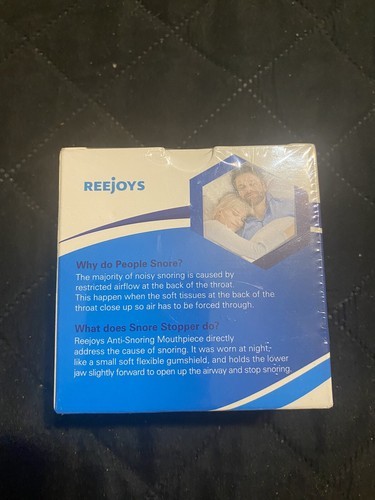 REEJOYS
Why do People Snore?
The majority of noisy snoring is caused by
restricted airflow at the back of the throat.
This happen when the soft tissues at the back of the
throat close up so air has to be forced through.
What does Snore Stopper do?
Reejoys Anti-Snoring Mouthpiece directly
address the cause of snoring. It was worn at night,
like a small soft flexible gumshield, and holds the lower
jaw slightly forward to open up the airway and stop snoring.